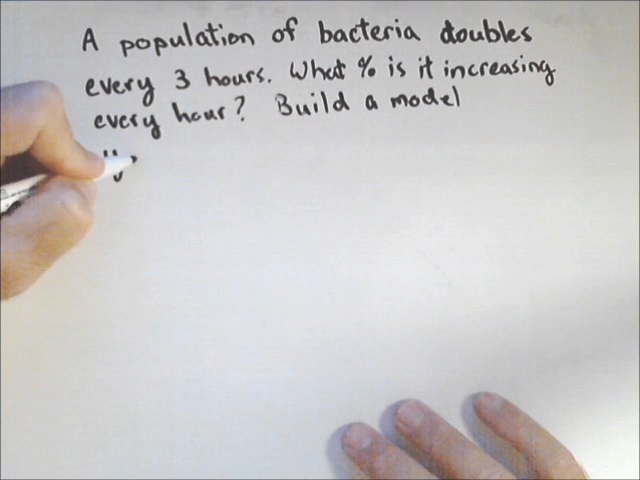 A population of bacteria doubles
every 3 hours. What % is it increasing
every hour? Build a model